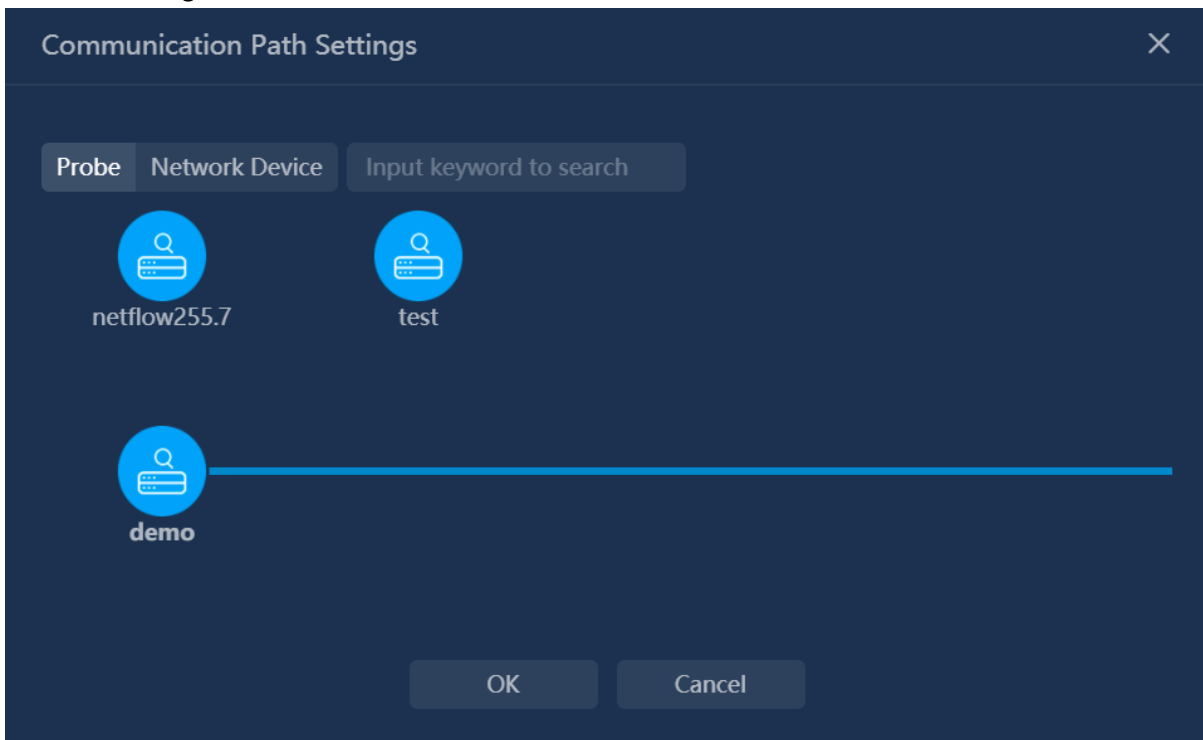 Communication Path Settings
Probe Network Device Input keyword to search
netflow255.7 test
demo
OK Cancel